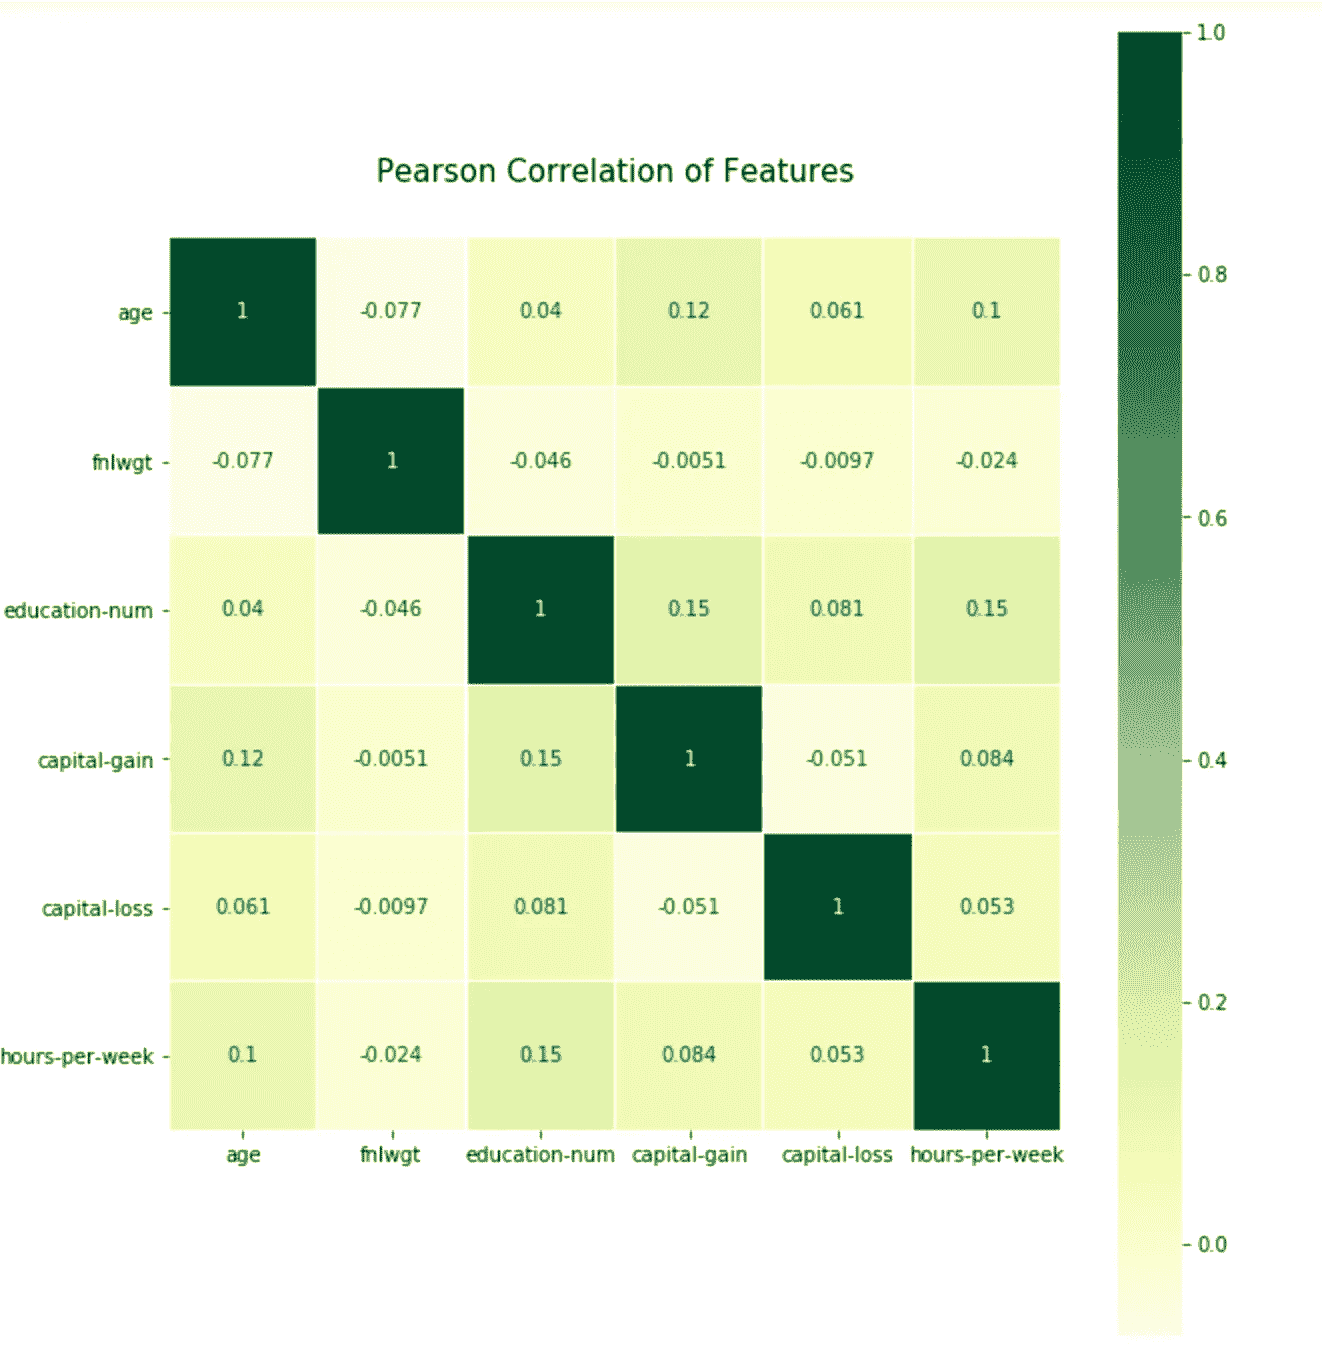 1.0
Pearson Correlation of Features
age 1 -0.077 0.04 0.12 0.061 0.1
0.8
fnlwgt -0.077 1 -0.046 -0.0051 -0.0097 -0.024
0.6
education-num 0.04 -0.046 1 0.15 0.081 0.15
capital-gain 0.12 -0.0051 0.15 1 -0.051 0.084
0.4
capital-loss 0.061 -0.0097 0.081 -0.051 1 0.053
0.2
hours-per-week 0.1 -0.024 0.15 0.084 0.053 1
age fnlwgt education-num capital-gain capital-loss hours-per-week
0.0